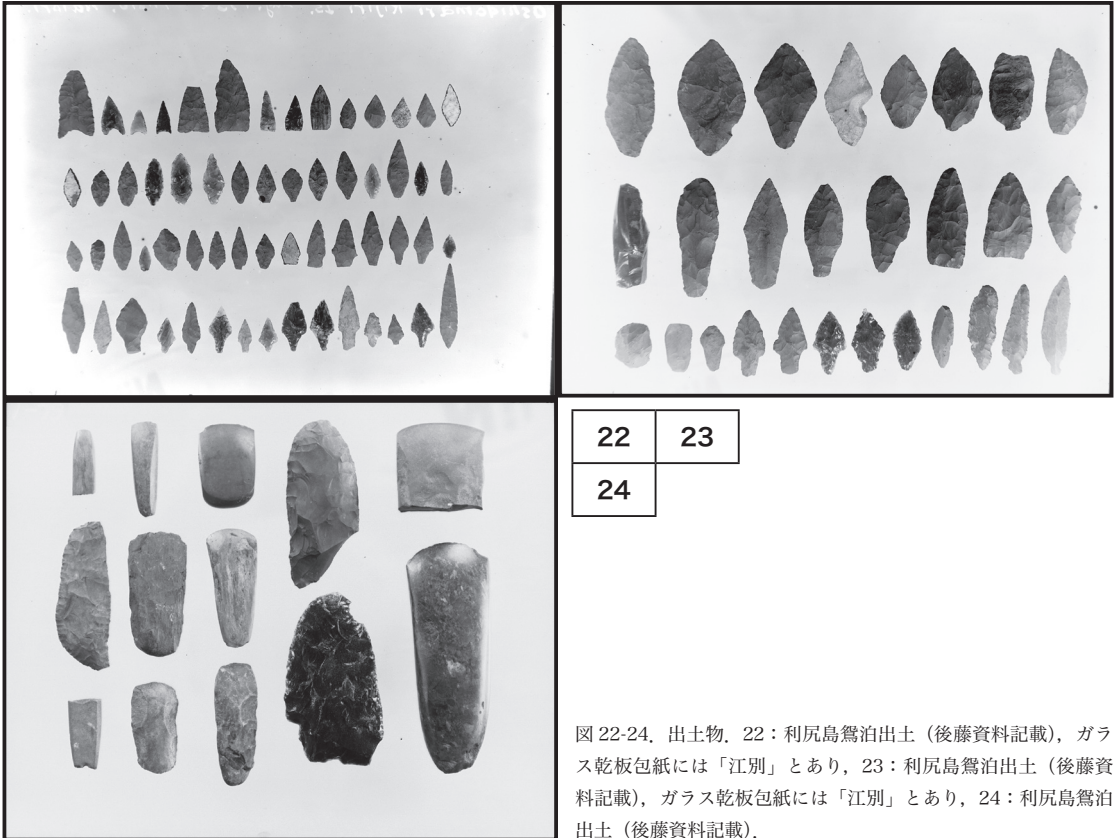 22 23
24
図 22-24．出土物．22：利尻島鴛泊出土（後藤資料記載），ガラ
ス乾板包紙には「江別」とあり，23：利尻島鴛泊出土（後藤資
料記載），ガラス乾板包紙には「江別」とあり，24：利尻島鴛泊
出土（後藤資料記載）．